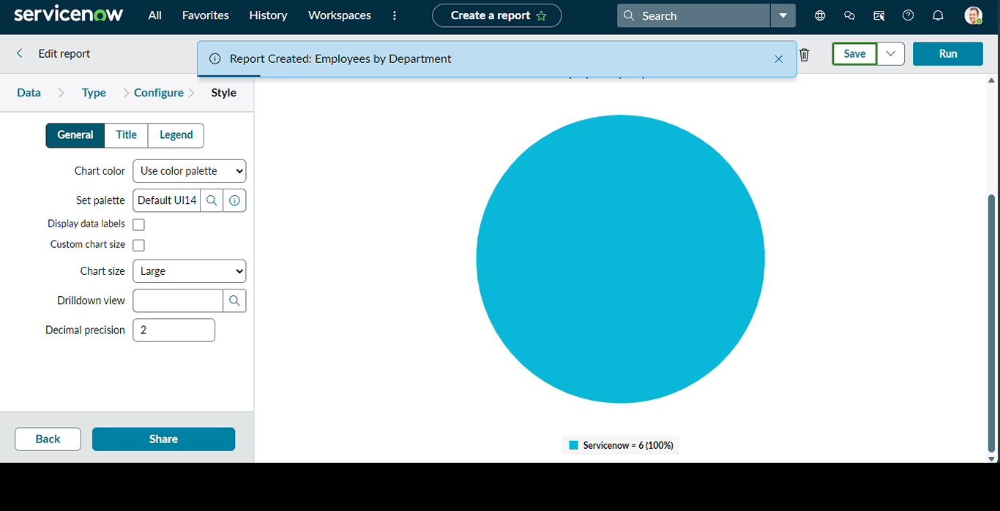 servicenow
All
Favorites
History
Workspaces
Create a report
Search
Edit report
Report Created: Employees by Department
Save
Run
Data
Type
Configure
Style
General
Title
Legend
Chart color
Use color palette
Set palette
Default UI14
Display data labels
Custom chart size
Chart size
Large
Drilldown view
Decimal precision
2
Back
Share
Servicenow = 6 (100%)